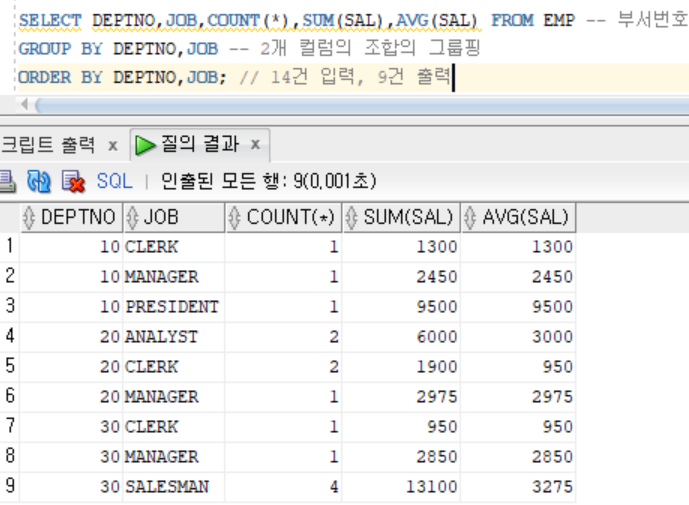 SELECT DEPTNO,JOB,COUNT(*),SUM(SAL),AVG(SAL) FROM EMP -- 부서번호
GROUP BY DEPTNO,JOB -- 2개 컬럼의 조합의 그룹핑
ORDER BY DEPTNO,JOB; // 14건 입력, 9건 출력
크립트 출력 x 질의 결과 x
SQL | 인출된 모든 행: 9(0,001초)
DEPTNO JOB COUNT(*) SUM(SAL) AVG(SAL)
1 10 CLERK 1 1300 1300
2 10 MANAGER 1 2450 2450
3 10 PRESIDENT 1 9500 9500
4 20 ANALYST 2 6000 3000
5 20 CLERK 2 1900 950
6 20 MANAGER 1 2975 2975
7 30 CLERK 1 950 950
8 30 MANAGER 1 2850 2850
9 30 SALESMAN 4 13100 3275